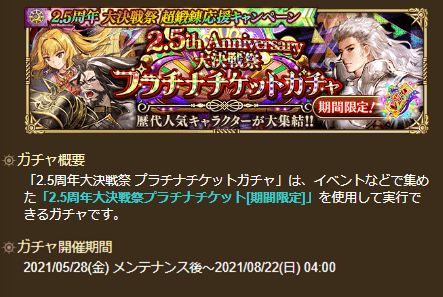 2.5周年 大決戦祭 超鍛錬応援キャンペーン
2.5th Anniversary
大決戦祭
プラチナチケットガチャ
期間限定!
歴代人気キャラクターが大集結!!
ガチャ概要
「2.5周年大決戦祭 プラチナチケットガチャ」は、イベントなどで集め
た「2.5周年大決戦祭プラチナチケット[期間限定]」を使用して実行で
きるガチャです。
ガチャ開催期間
2021/05/28(金) メンテナンス後～2021/08/22(日) 04:00